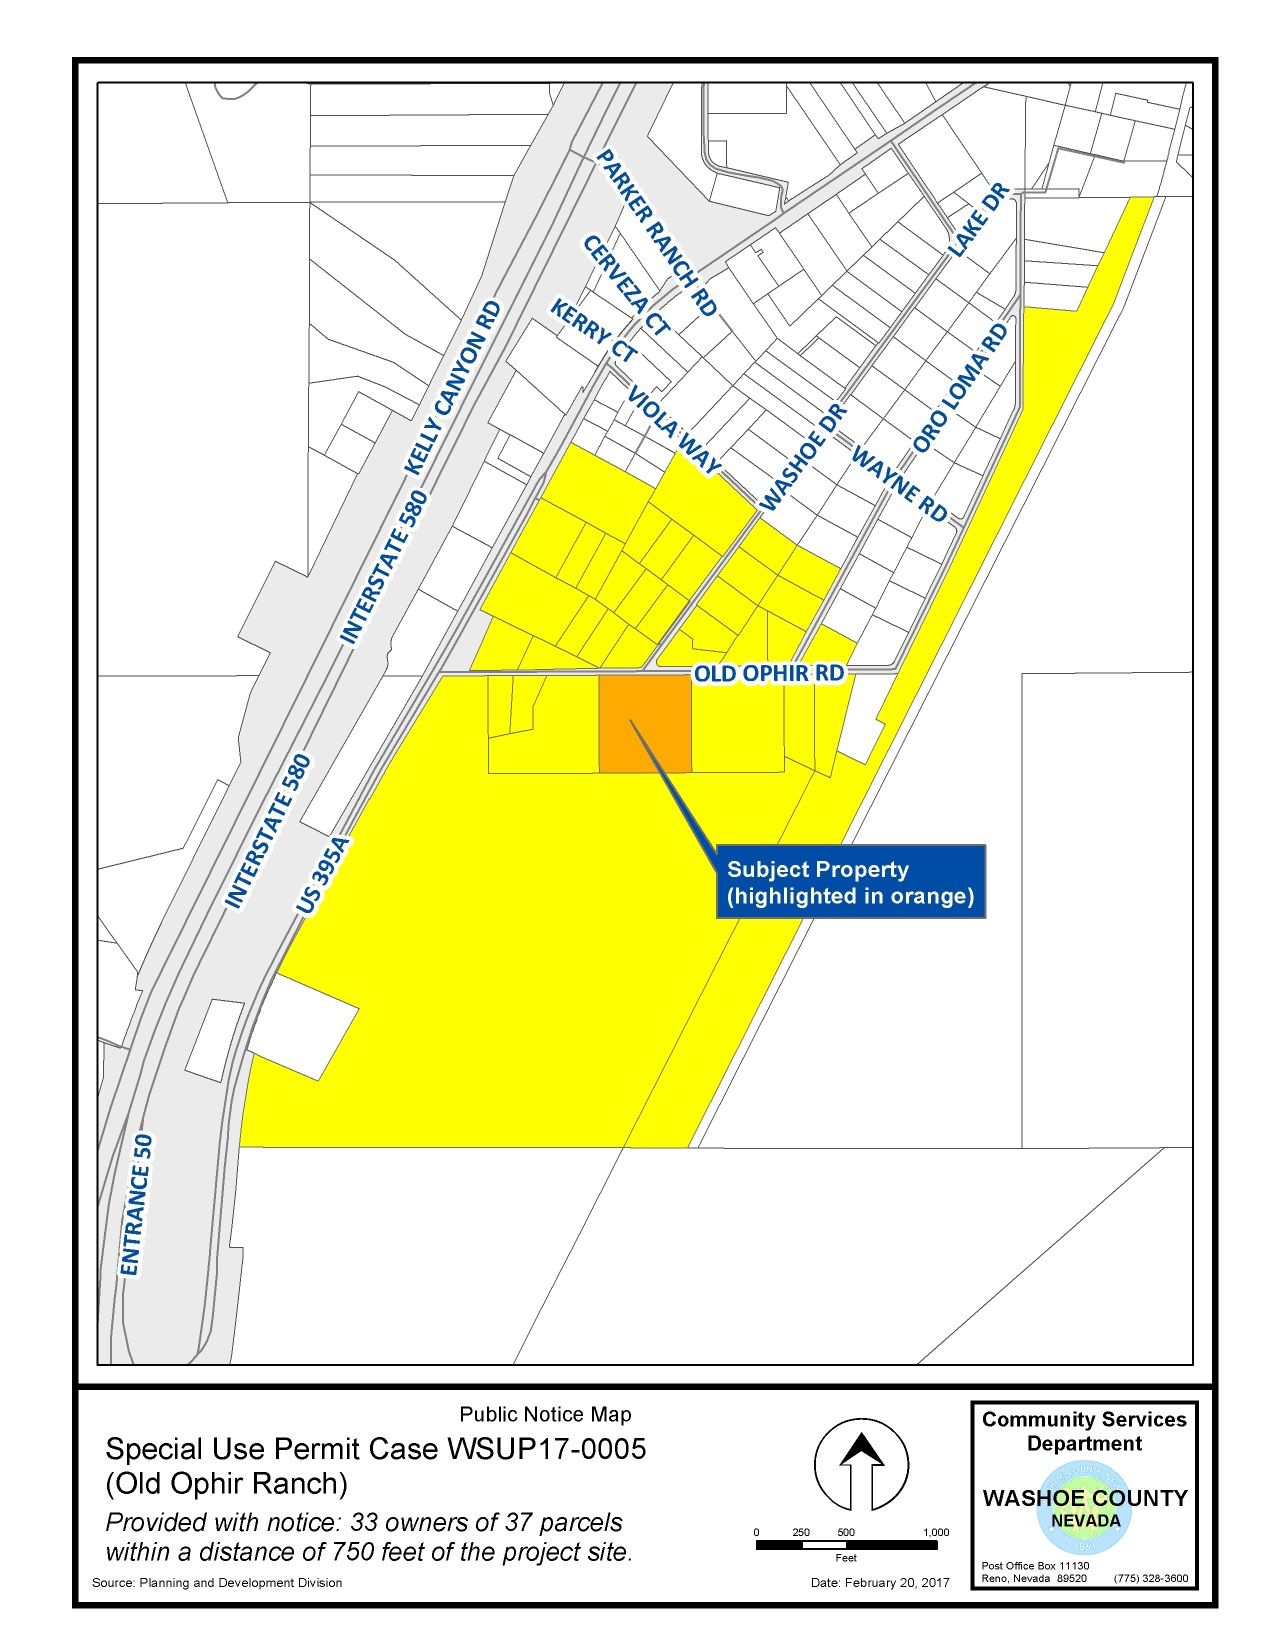 PARKER RANCH RD
CERVEZA CT
KERRY CT
LAKE DR
KELLY CANYON RD
VIOLA WAY
WASHOE DR
ORO LOMA RD
WAYNE RD
INTERSTATE 580
OLD OPHIR RD
INTERSTATE 580
US 395A
Subject Property
(highlighted in orange)
ENTRANCE 50
Public Notice Map
Special Use Permit Case WSUP17-0005
(Old Ophir Ranch)
Provided with notice: 33 owners of 37 parcels
within a distance of 750 feet of the project site.
Source: Planning and Development Division
0 250 500 1,000
Feet
Date: February 20, 2017
Community Services
Department
WASHOE COUNTY
NEVADA
1861
Post Office Box 11130
Reno, Nevada 89520 (775) 328-3600